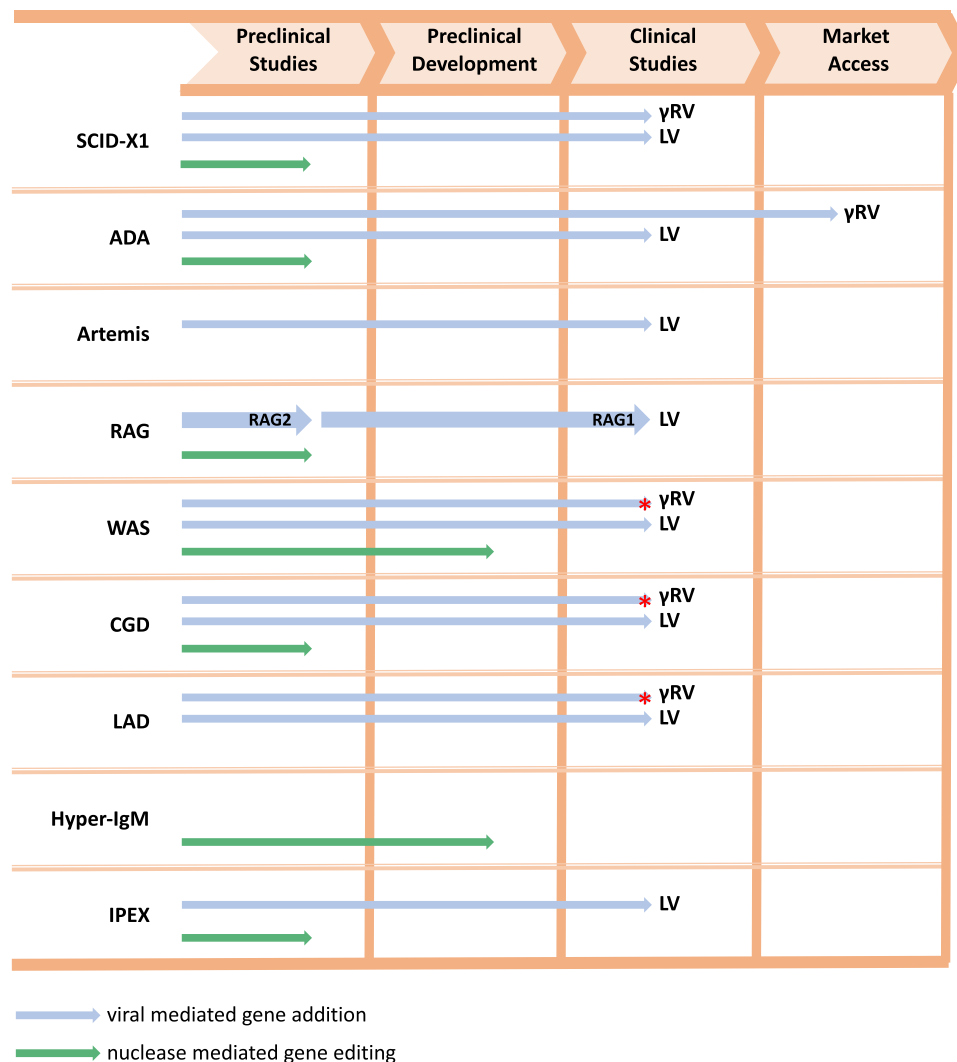 Preclinical
Studies
Preclinical
Development
Clinical
Studies
Market
Access
SCID-X1
γRV
LV
ADA
γRV
LV
Artemis
LV
RAG
RAG2
RAG1
LV
WAS
*
γRV
LV
CGD
*
γRV
LV
LAD
*
γRV
LV
Hyper-IgM
IPEX
LV
viral mediated gene addition
nuclease mediated gene editing